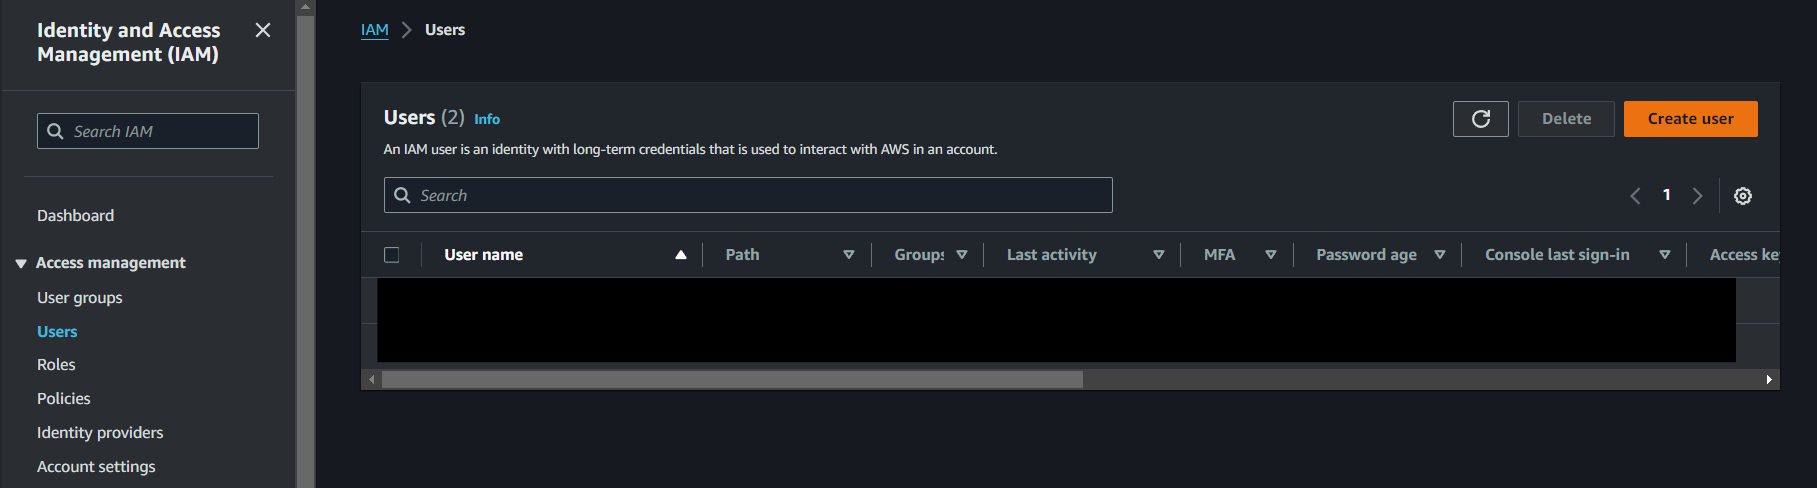 Identity and Access
Management (IAM)
Search IAM
Dashboard
Access management
User groups
Users
Roles
Policies
Identity providers
Account settings
IAM > Users
Users (2) Info
Delete
Create user
An IAM user is an identity with long-term credentials that is used to interact with AWS in an account.
Search
1
User name Path Groups Last activity MFA Password age Console last sign-in Access ke